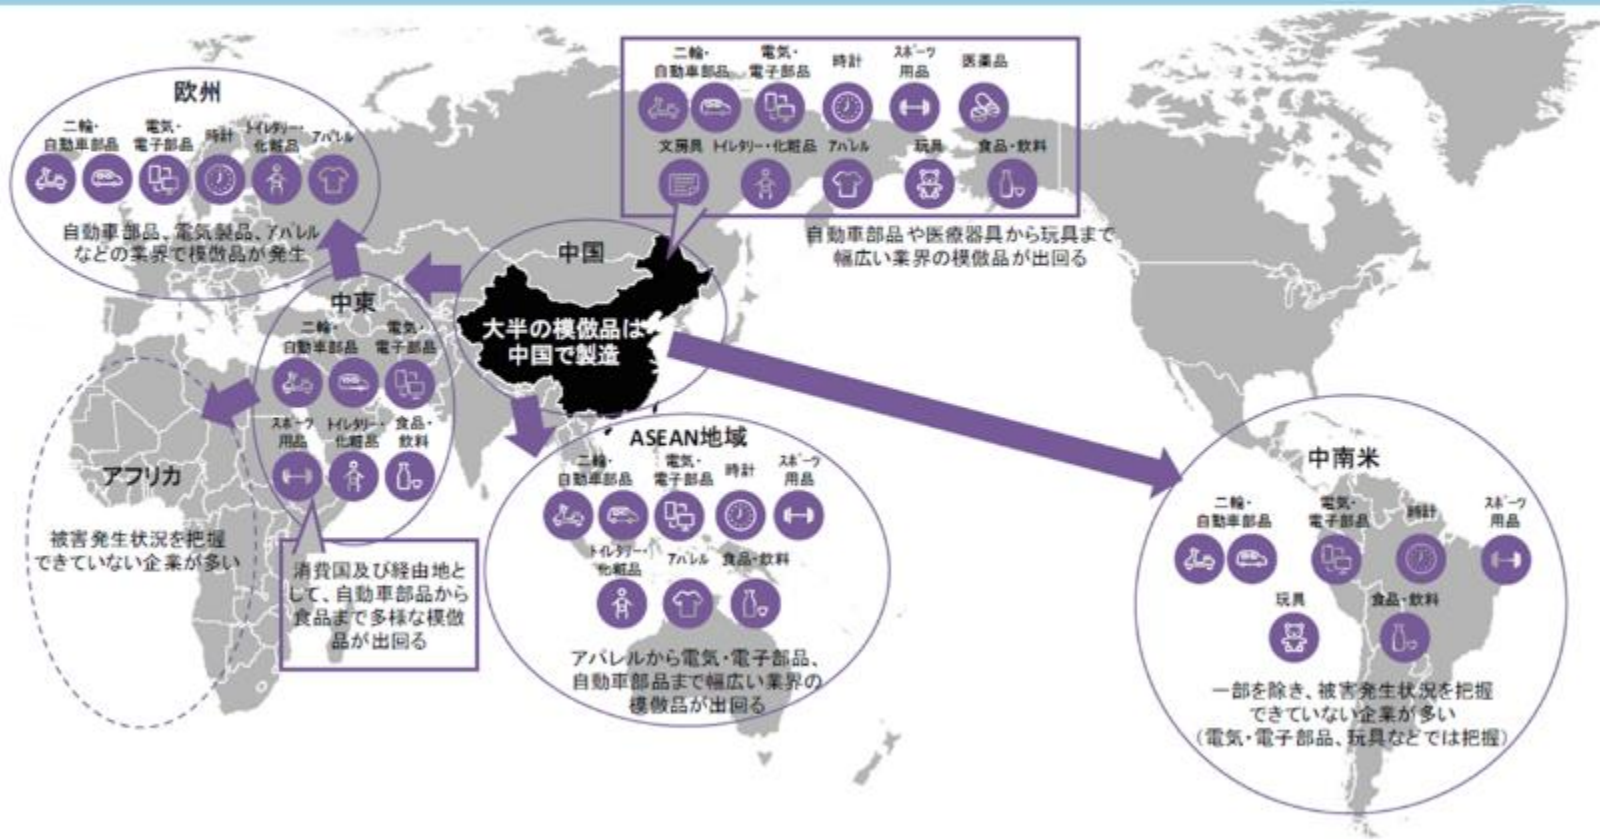 欧州
二輪・
自動車部品
電気・
電子部品
時計
トイレタリー・
化粧品
アパレル
自動車部品、電気製品、アパレル
などの業界で模倣品が発生
二輪・
自動車部品
電気・
電子部品
時計
スポーツ
用品
医薬品
文房具
トイレタリー・化粧品
アパレル
玩具
食品・飲料
自動車部品や医療器具から玩具まで
幅広い業界の模倣品が出回る
中国
大半の模倣品は
中国で製造
中東
二輪・
自動車部品
電気・
電子部品
スポーツ
用品
トイレタリー・
化粧品
食品・
飲料
消費国及び経由地と
して、自動車部品から
食品まで多様な模倣
品が出回る
アフリカ
被害発生状況を把握
できていない企業が多い
ASEAN地域
二輪・
自動車部品
電気・
電子部品
時計
スポーツ
用品
トイレタリー・
化粧品
アパレル
食品・飲料
アパレルから電気・電子部品、
自動車部品まで幅広い業界の
模倣品が出回る
中南米
二輪・
自動車部品
電気・
電子部品
時計
スポーツ
用品
玩具
食品・飲料
一部を除き、被害発生状況を把握
できていない企業が多い
（電気・電子部品、玩具などでは把握）